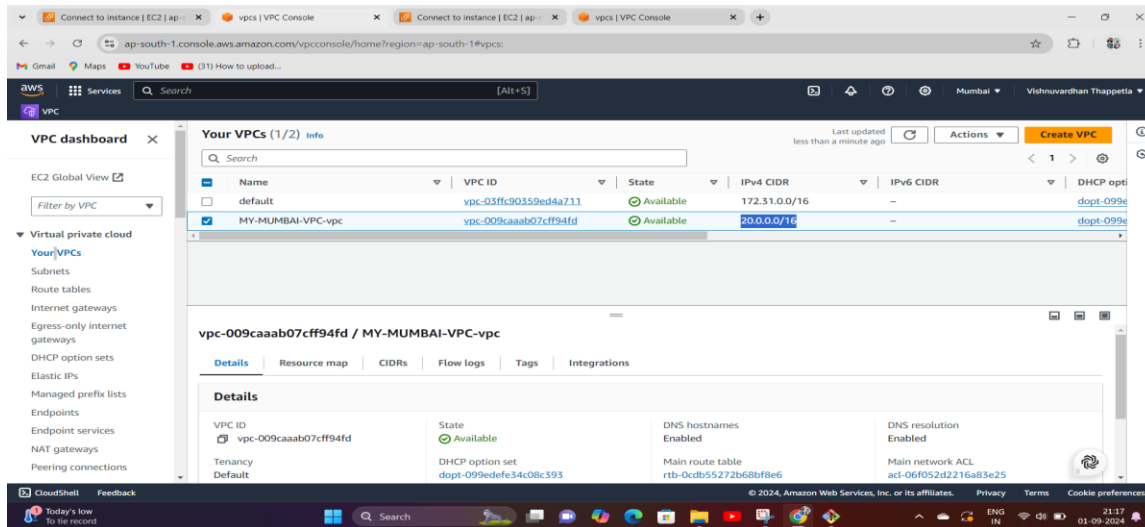 Connect to instance | EC2 | ap-s
vpcs | VPC Console
Connect to instance | EC2 | ap-
vpcs | VPC Console
ap-south-1.console.aws.amazon.com/vpcconsole/home?region=ap-south-1#vpcs:
Gmail Maps YouTube (31) How to upload...
aws Services Search [Alt+S] Mumbai Vishnuvardhan Thappetla
VPC
VPC dashboard
EC2 Global View
Filter by VPC
Virtual private cloud
Your VPCs
Subnets
Route tables
Internet gateways
Egress-only internet
gateways
DHCP option sets
Elastic IPs
Managed prefix lists
Endpoints
Endpoint services
NAT gateways
Peering connections
Your VPCs (1/2) Info
Last updated
less than a minute ago
Actions
Create VPC
Search
1
Name VPC ID State IPv4 CIDR IPv6 CIDR DHCP opti
default vpc-03ffc90359ed4a711 Available 172.31.0.0/16 – dopt-099e
MY-MUMBAI-VPC-vpc vpc-009caaab07cff94fd Available 20.0.0.0/16 – dopt-099e
vpc-009caaab07cff94fd / MY-MUMBAI-VPC-vpc
Details Resource map CIDRs Flow logs Tags Integrations
Details
VPC ID State DNS hostnames DNS resolution
vpc-009caaab07cff94fd Available Enabled Enabled
Tenancy DHCP option set Main route table Main network ACL
Default dopt-099edefe34c08c393 rtb-0cdb55272b68bf8e6 acl-06f052d2216a83e25
CloudShell Feedback © 2024, Amazon Web Services, Inc. or its affiliates. Privacy Terms Cookie preferences
Today's low
To tie record
Search
ENG
IN
21:17
01-09-2024